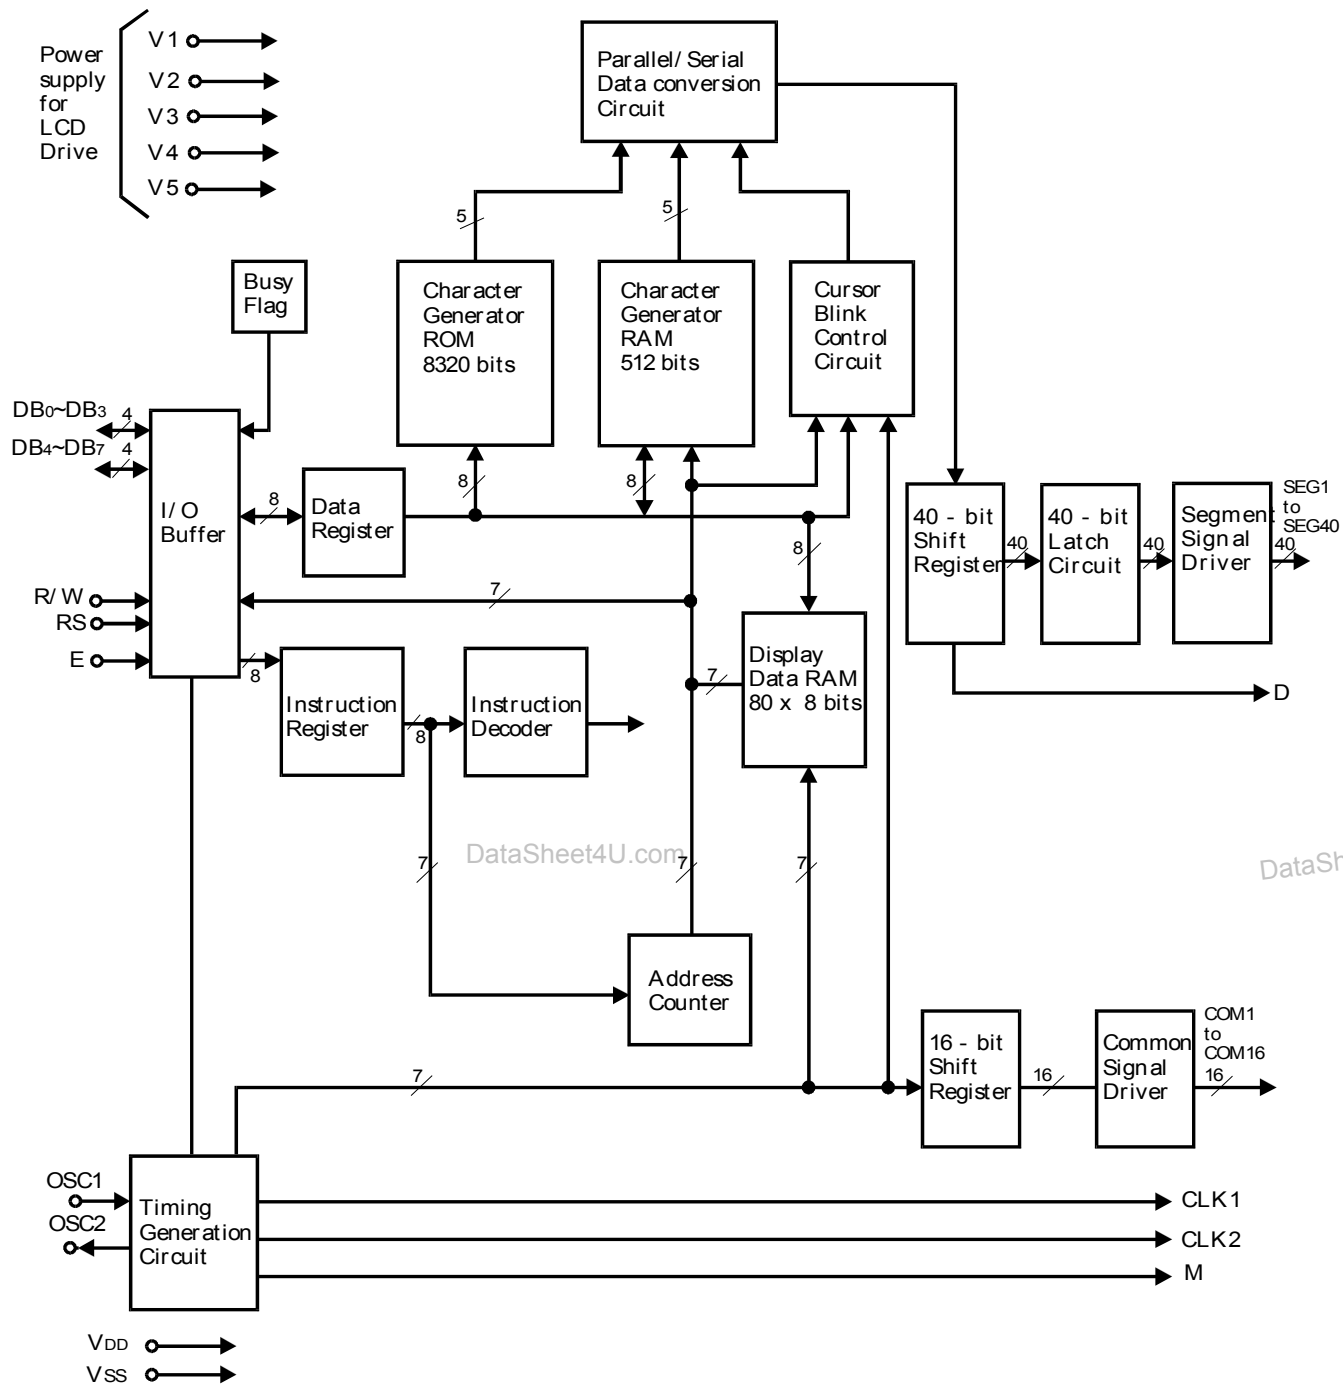 Power
supply
for
LCD
Drive
V1
V2
V3
V4
V5
Parallel/ Serial
Data conversion
Circuit
5
5
Busy
Flag
Character
Generator
ROM
8320 bits
Character
Generator
RAM
512 bits
Cursor
Blink
Control
Circuit
DB0~DB3
4
DB4~DB7
4
I/ O
Buffer
8
Data
Register
8
8
8
40 - bit
Shift
Register
40
40 - bit
Latch
Circuit
40
Segment
Signal
Driver
SEG1
to
SEG40
40
R/ W
RS
E
7
8
Instruction
Register
8
Instruction
Decoder
7
Display
Data RAM
80 x 8 bits
D
7
DataSheet4U.com
7
7
DataSh
Address
Counter
7
16 - bit
Shift
Register
16
Common
Signal
Driver
COM1
to
COM16
16
OSC1
OSC2
Timing
Generation
Circuit
CLK1
CLK2
M
VDD
VSS